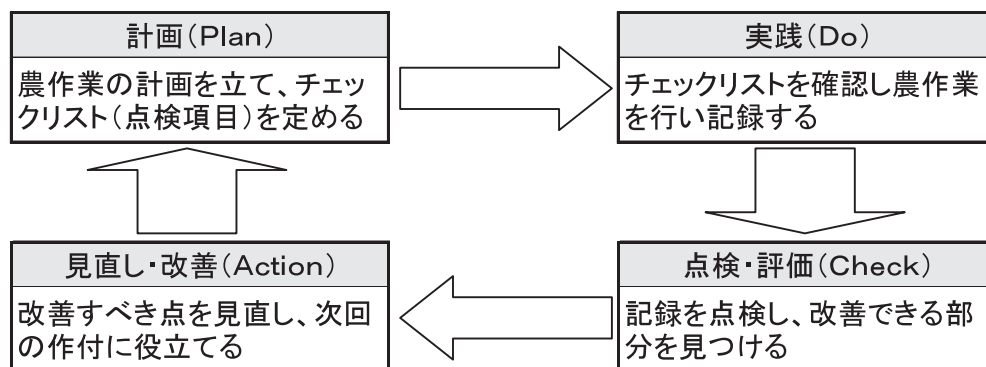 計画(Plan)
農作業の計画を立て、チェッ
クリスト(点検項目)を定める
実践(Do)
チェックリストを確認し農作業
を行い記録する
見直し・改善(Action)
改善すべき点を見直し、次回
の作付に役立てる
点検・評価(Check)
記録を点検し、改善できる部
分を見つける